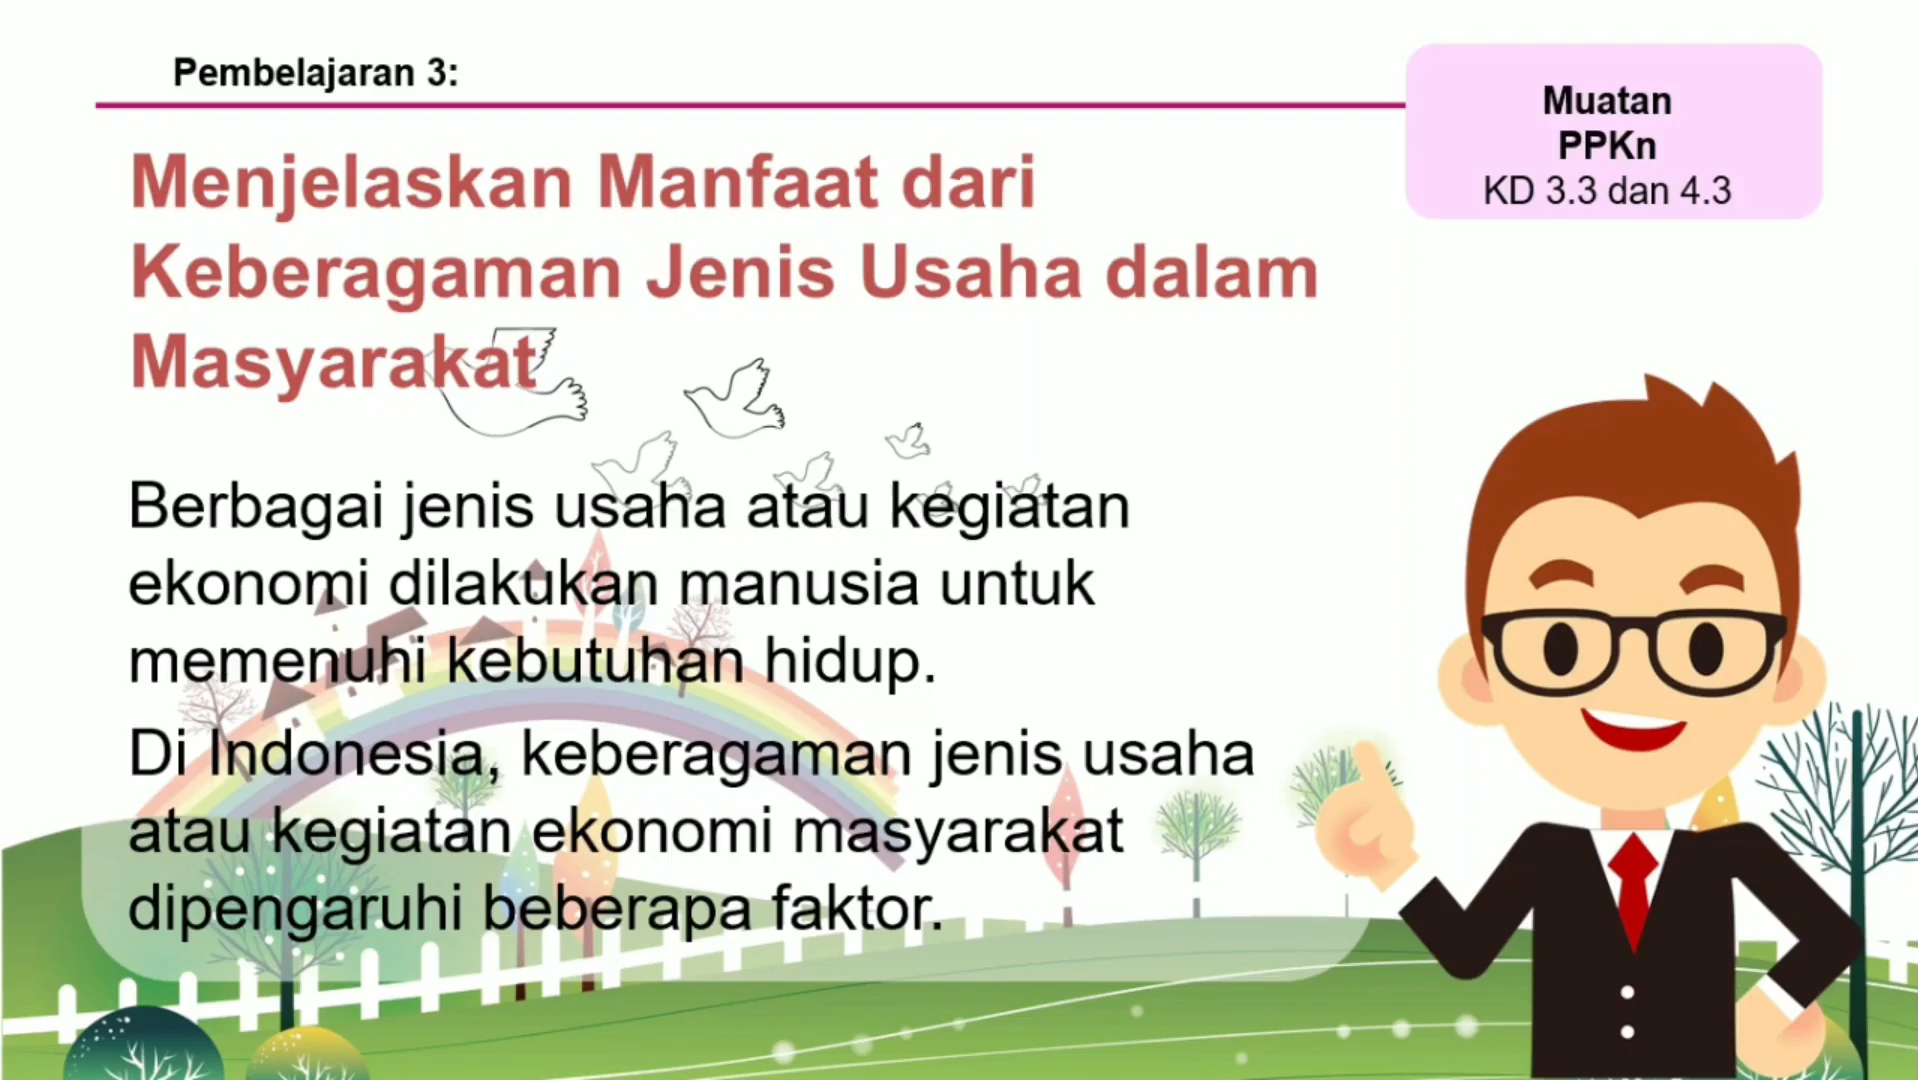 Pembelajaran 3:
Muatan
PPKn
KD 3.3 dan 4.3
Menjelaskan Manfaat dari
Keberagaman Jenis Usaha dalam
Masyarakat
Berbagai jenis usaha atau kegiatan
ekonomi dilakukan manusia untuk
memenuhi kebutuhan hidup.
Di Indonesia, keberagaman jenis usaha
atau kegiatan ekonomi masyarakat
dipengaruhi beberapa faktor.